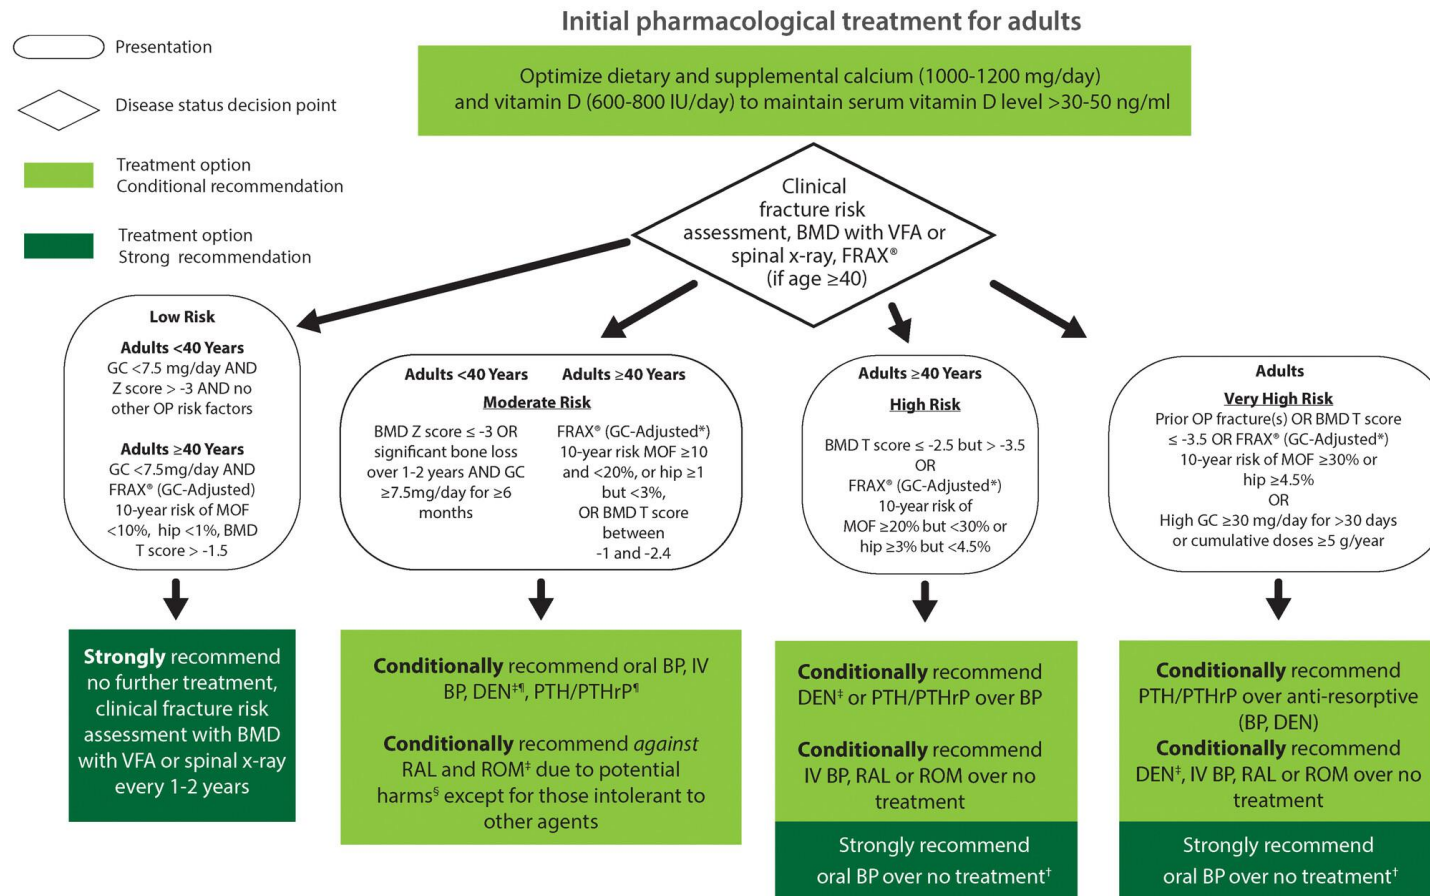 Initial pharmacological treatment for adults
Presentation
Disease status decision point
Treatment option
Conditional recommendation
Treatment option
Strong recommendation
Optimize dietary and supplemental calcium (1000-1200 mg/day)
and vitamin D (600-800 IU/day) to maintain serum vitamin D level >30-50 ng/ml
Clinical
fracture risk
assessment, BMD with VFA or
spinal x-ray, FRAX®
(if age ≥40)
Low Risk
Adults <40 Years
GC <7.5 mg/day AND
Z score > -3 AND no
other OP risk factors
Adults ≥40 Years
GC <7.5mg/day AND
FRAX® (GC-Adjusted)
10-year risk of MOF
<10%, hip <1%, BMD
T score > -1.5
Adults <40 Years
Adults ≥40 Years
Moderate Risk
BMD Z score ≤ -3 OR
significant bone loss
over 1-2 years AND GC
≥7.5mg/day for ≥6
months
FRAX® (GC-Adjusted*)
10-year risk MOF ≥10
and <20%, or hip ≥1
but <3%,
OR BMD T score
between
-1 and -2.4
Adults ≥40 Years
High Risk
BMD T score ≤ -2.5 but > -3.5
OR
FRAX® (GC-Adjusted*)
10-year risk of
MOF ≥20% but <30% or
hip ≥3% but <4.5%
Adults
Very High Risk
Prior OP fracture(s) OR BMD T score
≤ -3.5 OR FRAX® (GC-Adjusted*)
10-year risk of MOF ≥30% or
hip ≥4.5%
OR
High GC ≥30 mg/day for >30 days
or cumulative doses ≥5 g/year
Strongly recommend
no further treatment,
clinical fracture risk
assessment with BMD
with VFA or spinal x-ray
every 1-2 years
Conditionally recommend oral BP, IV
BP, DEN‡¶, PTH/PTHrP¶
Conditionally recommend against
RAL and ROM‡ due to potential
harms§ except for those intolerant to
other agents
Conditionally recommend
DEN‡ or PTH/PTHrP over BP
Conditionally recommend
IV BP, RAL or ROM over no
treatment
Strongly recommend
oral BP over no treatment†
Conditionally recommend
PTH/PTHrP over anti-resorptive
(BP, DEN)
Conditionally recommend
DEN‡, IV BP, RAL or ROM over no
treatment
Strongly recommend
oral BP over no treatment†